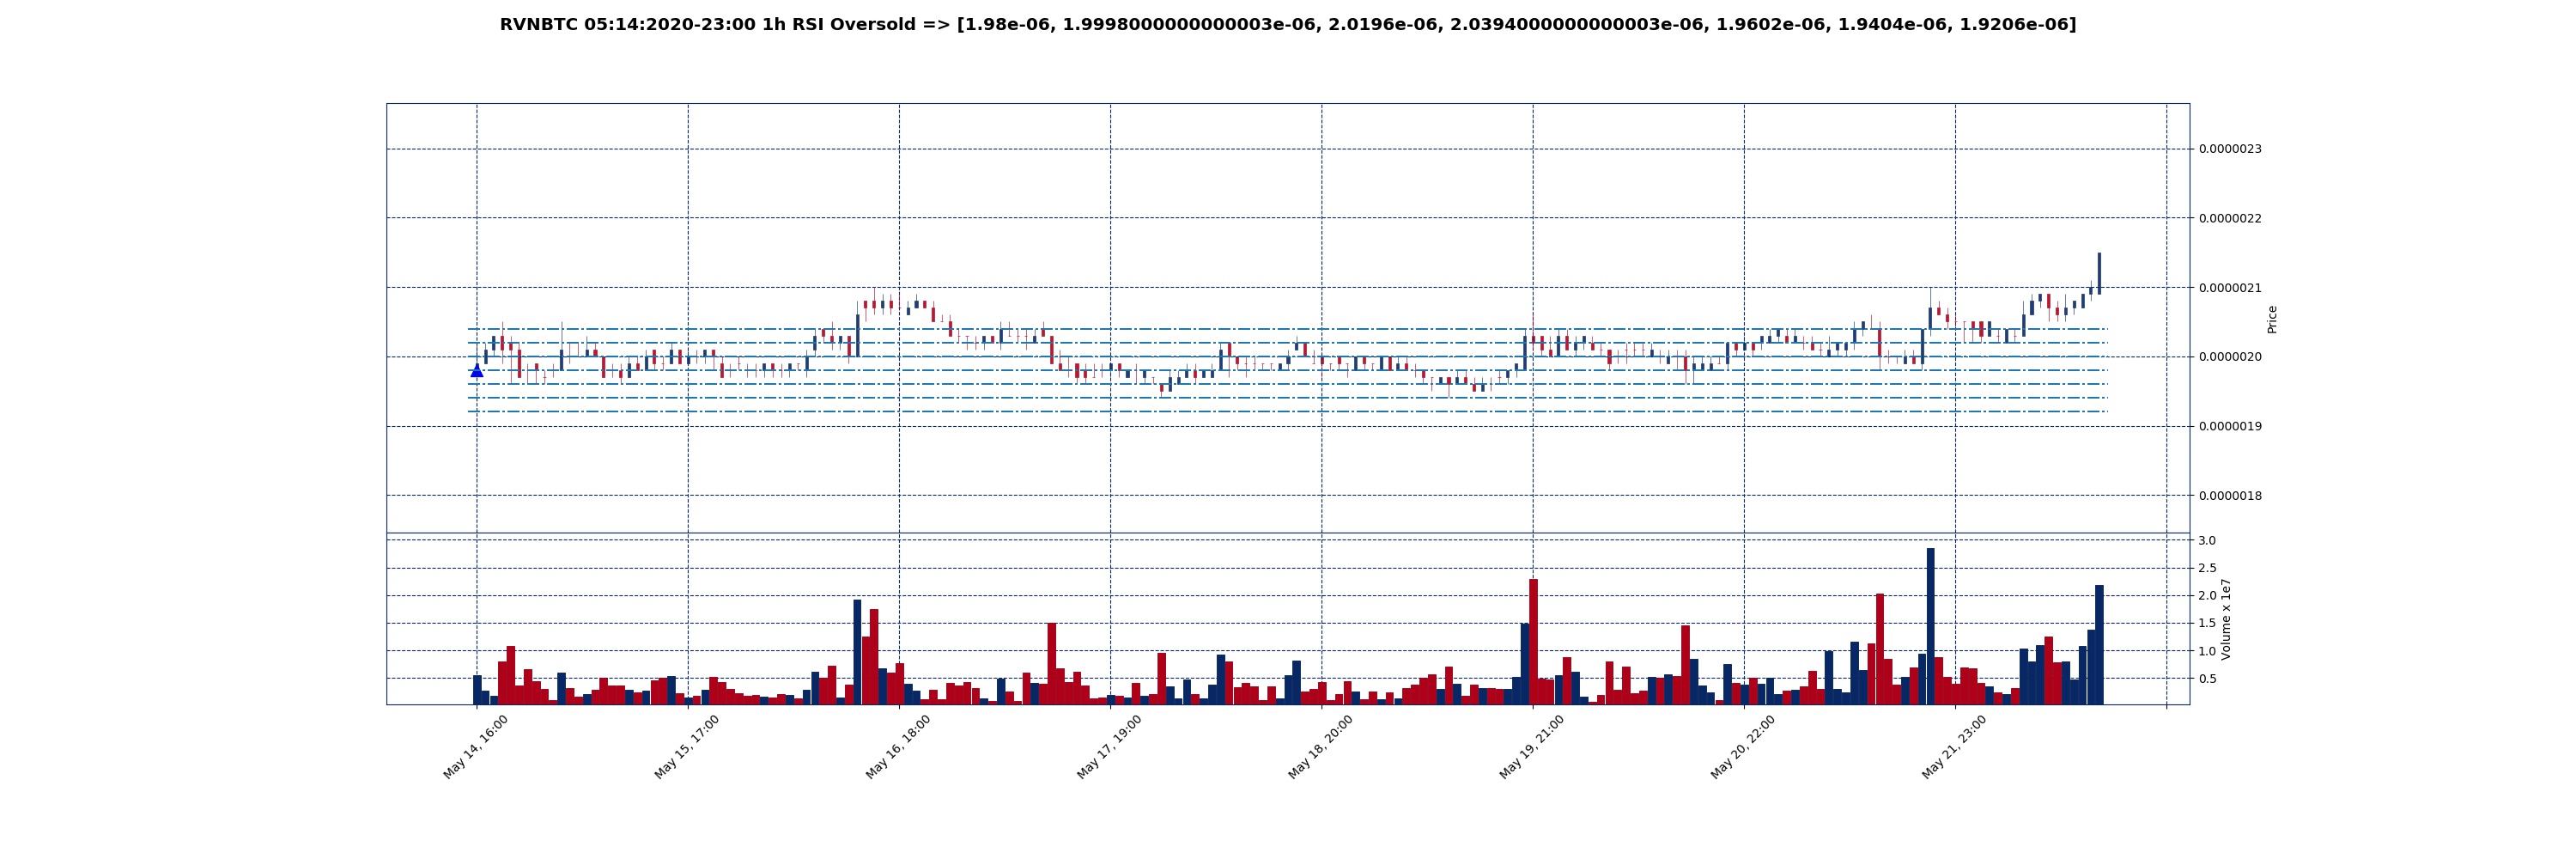 RVNBTC 05:14:2020-23:00 1h RSI Oversold => [1.98e-06, 1.9998000000000003e-06, 2.0196e-06, 2.0394000000000003e-06, 1.9602e-06, 1.9404e-06, 1.9206e-06]
0.0000023
0.0000022
0.0000021
0.0000020
0.0000019
0.0000018
Price
3.0
2.5
2.0
1.5
1.0
0.5
Volume x 1e7
May 14, 16:00
May 15, 17:00
May 16, 18:00
May 17, 19:00
May 18, 20:00
May 19, 21:00
May 20, 22:00
May 21, 23:00